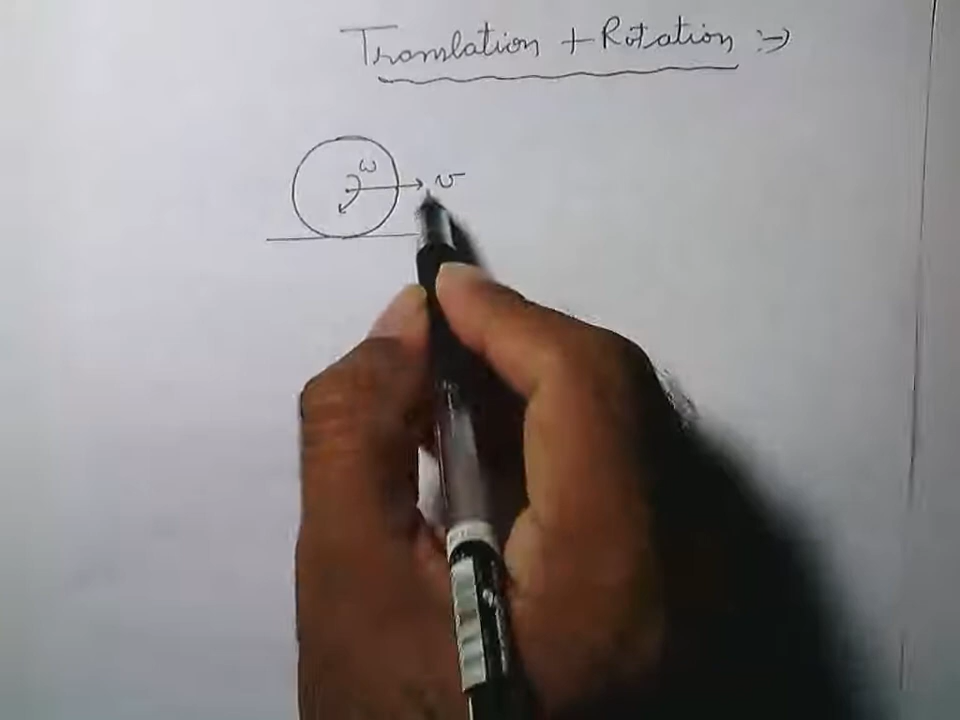 Translation + Rotation :→
ω
v